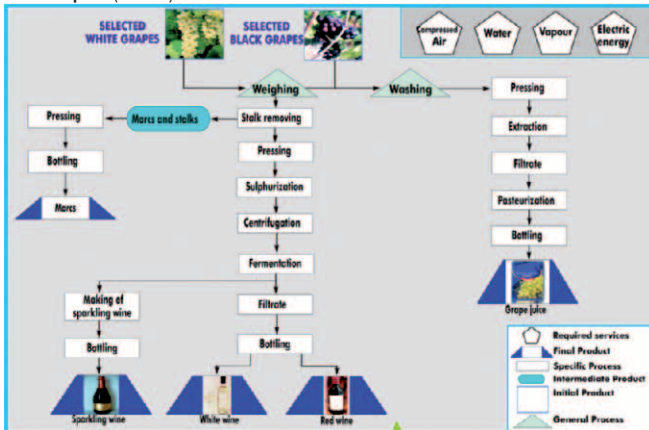 SELECTED
WHITE GRAPES
SELECTED
BLACK GRAPES
Compressed
Air
Water
Vapour
Electric
energy
Weighing
Washing
Pressing
Marcs and stalks
Stalk removing
Pressing
Extraction
Pressing
Bottling
Filtrate
Sulphurization
Marcs
Pasteurization
Centrifugation
Bottling
Fermentation
Grape juice
Making of
sparkling wine
Filtrate
Bottling
Bottling
Sparkling wine
White wine
Red wine
Required services
Final Product
Specific Process
Intermediate Product
Initial Product
General Process